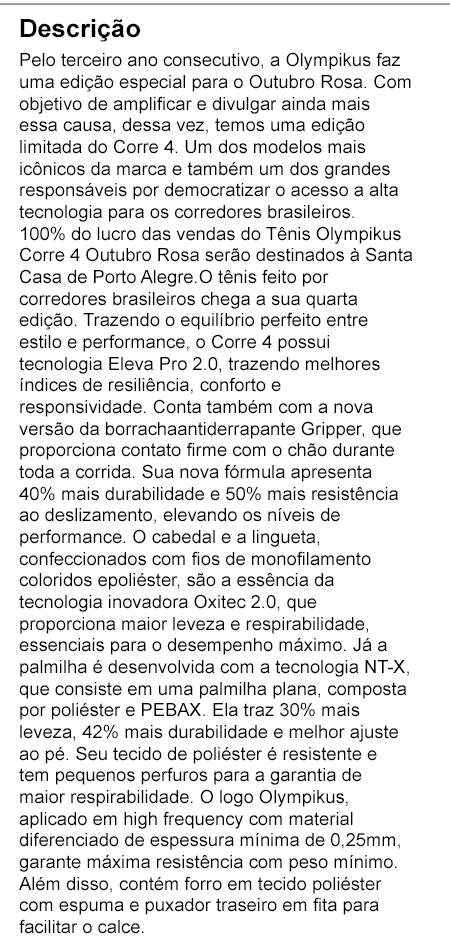 Descrição
Pelo terceiro ano consecutivo, a Olympikus faz
uma edição especial para o Outubro Rosa. Com
objetivo de amplificar e divulgar ainda mais
essa causa, dessa vez, temos uma edição
limitada do Corre 4. Um dos modelos mais
icônicos da marca e também um dos grandes
responsáveis por democratizar o acesso a alta
tecnologia para os corredores brasileiros.
100% do lucro das vendas do Tênis Olympikus
Corre 4 Outubro Rosa serão destinados à Santa
Casa de Porto Alegre.O tênis feito por
corredores brasileiros chega a sua quarta
edição. Trazendo o equilíbrio perfeito entre
estilo e performance, o Corre 4 possui
tecnologia Eleva Pro 2.0, trazendo melhores
índices de resiliência, conforto e
responsividade. Conta também com a nova
versão da borrachaantiderrapante Gripper, que
proporciona contato firme com o chão durante
toda a corrida. Sua nova fórmula apresenta
40% mais durabilidade e 50% mais resistência
ao deslizamento, elevando os níveis de
performance. O cabedal e a lingueta,
confeccionados com fios de monofilamento
coloridos epoliéster, são a essência da
tecnologia inovadora Oxitec 2.0, que
proporciona maior leveza e respirabilidade,
essenciais para o desempenho máximo. Já a
palmilha é desenvolvida com a tecnologia NT-X,
que consiste em uma palmilha plana, composta
por poliéster e PEBAX. Ela traz 30% mais
leveza, 42% mais durabilidade e melhor ajuste
ao pé. Seu tecido de poliéster é resistente e
tem pequenos perfuros para a garantia de
maior respirabilidade. O logo Olympikus,
aplicado em high frequency com material
diferenciado de espessura mínima de 0,25mm,
garante máxima resistência com peso mínimo.
Além disso, contém forro em tecido poliéster
com espuma e puxador traseiro em fita para
facilitar o calce.